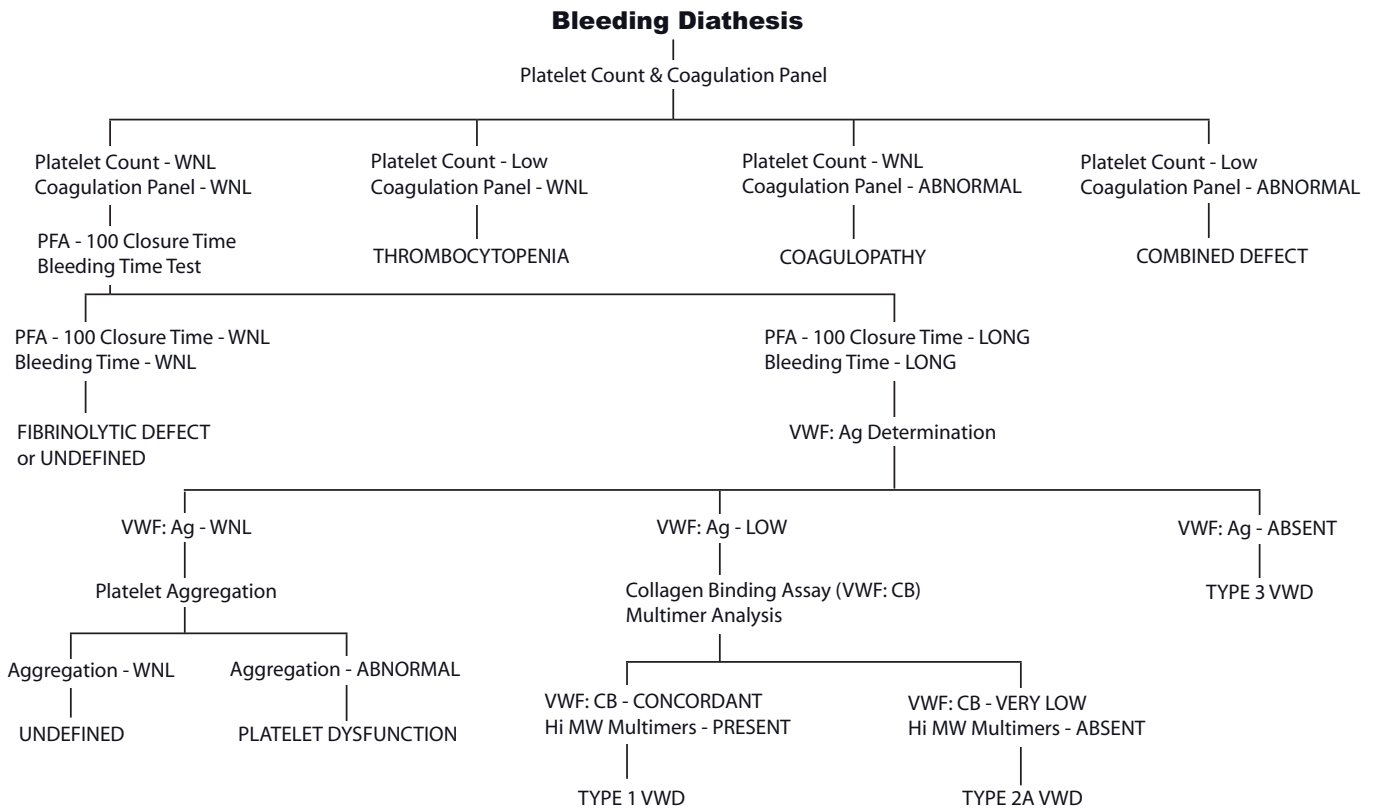 Bleeding Diathesis
Platelet Count & Coagulation Panel
Platelet Count - WNL
Coagulation Panel - WNL
Platelet Count - Low
Coagulation Panel - WNL
Platelet Count - WNL
Coagulation Panel - ABNORMAL
Platelet Count - Low
Coagulation Panel - ABNORMAL
PFA - 100 Closure Time
Bleeding Time Test
THROMBOCYTOPENIA
COAGULOPATHY
COMBINED DEFECT
PFA - 100 Closure Time - WNL
Bleeding Time - WNL
PFA - 100 Closure Time - LONG
Bleeding Time - LONG
FIBRINOLYTIC DEFECT
or UNDEFINED
VWF: Ag Determination
VWF: Ag - WNL
VWF: Ag - LOW
VWF: Ag - ABSENT
Platelet Aggregation
Collagen Binding Assay (VWF: CB)
Multimer Analysis
TYPE 3 VWD
Aggregation - WNL
Aggregation - ABNORMAL
VWF: CB - CONCORDANT
Hi MW Multimers - PRESENT
VWF: CB - VERY LOW
Hi MW Multimers - ABSENT
UNDEFINED
PLATELET DYSFUNCTION
TYPE 1 VWD
TYPE 2A VWD